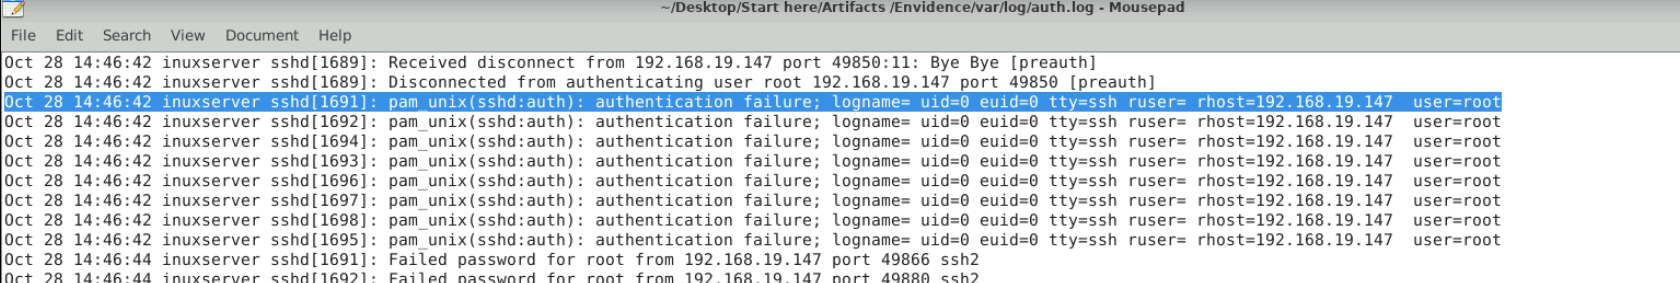 ~/Desktop/Start here/Artifacts /Envidence/var/log/auth.log - Mousepad
File Edit Search View Document Help
Oct 28 14:46:42 inuxserver sshd[1689]: Received disconnect from 192.168.19.147 port 49850:11: Bye Bye [preauth]
Oct 28 14:46:42 inuxserver sshd[1689]: Disconnected from authenticating user root 192.168.19.147 port 49850 [preauth]
Oct 28 14:46:42 inuxserver sshd[1691]: pam_unix(sshd:auth): authentication failure; logname= uid=0 euid=0 tty=ssh ruser= rhost=192.168.19.147  user=root
Oct 28 14:46:42 inuxserver sshd[1692]: pam_unix(sshd:auth): authentication failure; logname= uid=0 euid=0 tty=ssh ruser= rhost=192.168.19.147  user=root
Oct 28 14:46:42 inuxserver sshd[1694]: pam_unix(sshd:auth): authentication failure; logname= uid=0 euid=0 tty=ssh ruser= rhost=192.168.19.147  user=root
Oct 28 14:46:42 inuxserver sshd[1693]: pam_unix(sshd:auth): authentication failure; logname= uid=0 euid=0 tty=ssh ruser= rhost=192.168.19.147  user=root
Oct 28 14:46:42 inuxserver sshd[1696]: pam_unix(sshd:auth): authentication failure; logname= uid=0 euid=0 tty=ssh ruser= rhost=192.168.19.147  user=root
Oct 28 14:46:42 inuxserver sshd[1697]: pam_unix(sshd:auth): authentication failure; logname= uid=0 euid=0 tty=ssh ruser= rhost=192.168.19.147  user=root
Oct 28 14:46:42 inuxserver sshd[1698]: pam_unix(sshd:auth): authentication failure; logname= uid=0 euid=0 tty=ssh ruser= rhost=192.168.19.147  user=root
Oct 28 14:46:42 inuxserver sshd[1695]: pam_unix(sshd:auth): authentication failure; logname= uid=0 euid=0 tty=ssh ruser= rhost=192.168.19.147  user=root
Oct 28 14:46:44 inuxserver sshd[1691]: Failed password for root from 192.168.19.147 port 49866 ssh2
Oct 28 14:46:44 inuxserver sshd[1692]: Failed password for root from 192.168.19.147 port 49880 ssh2